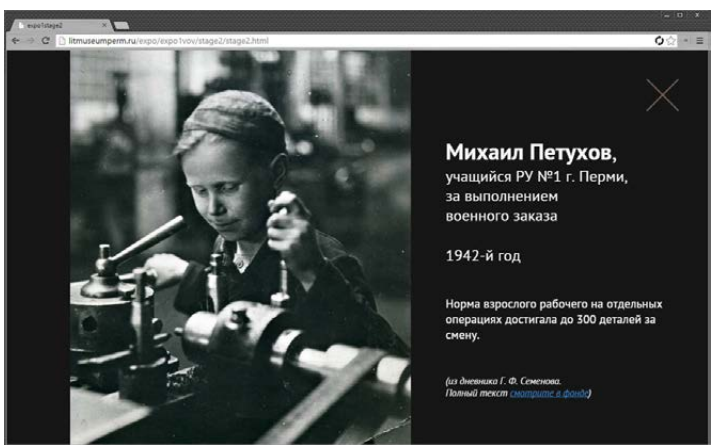 expo1stage2
litmuseumperm.ru/expo/expo1vov/stage2/stage2.html
Михаил Петухов,
учащийся РУ №1 г. Перми,
за выполнением
военного заказа
1942-й год
Норма взрослого рабочего на отдельных
операциях достигала до 300 деталей за
смену.
(из дневника Г. Ф. Семенова.
Полный текст смотрите в фонде)